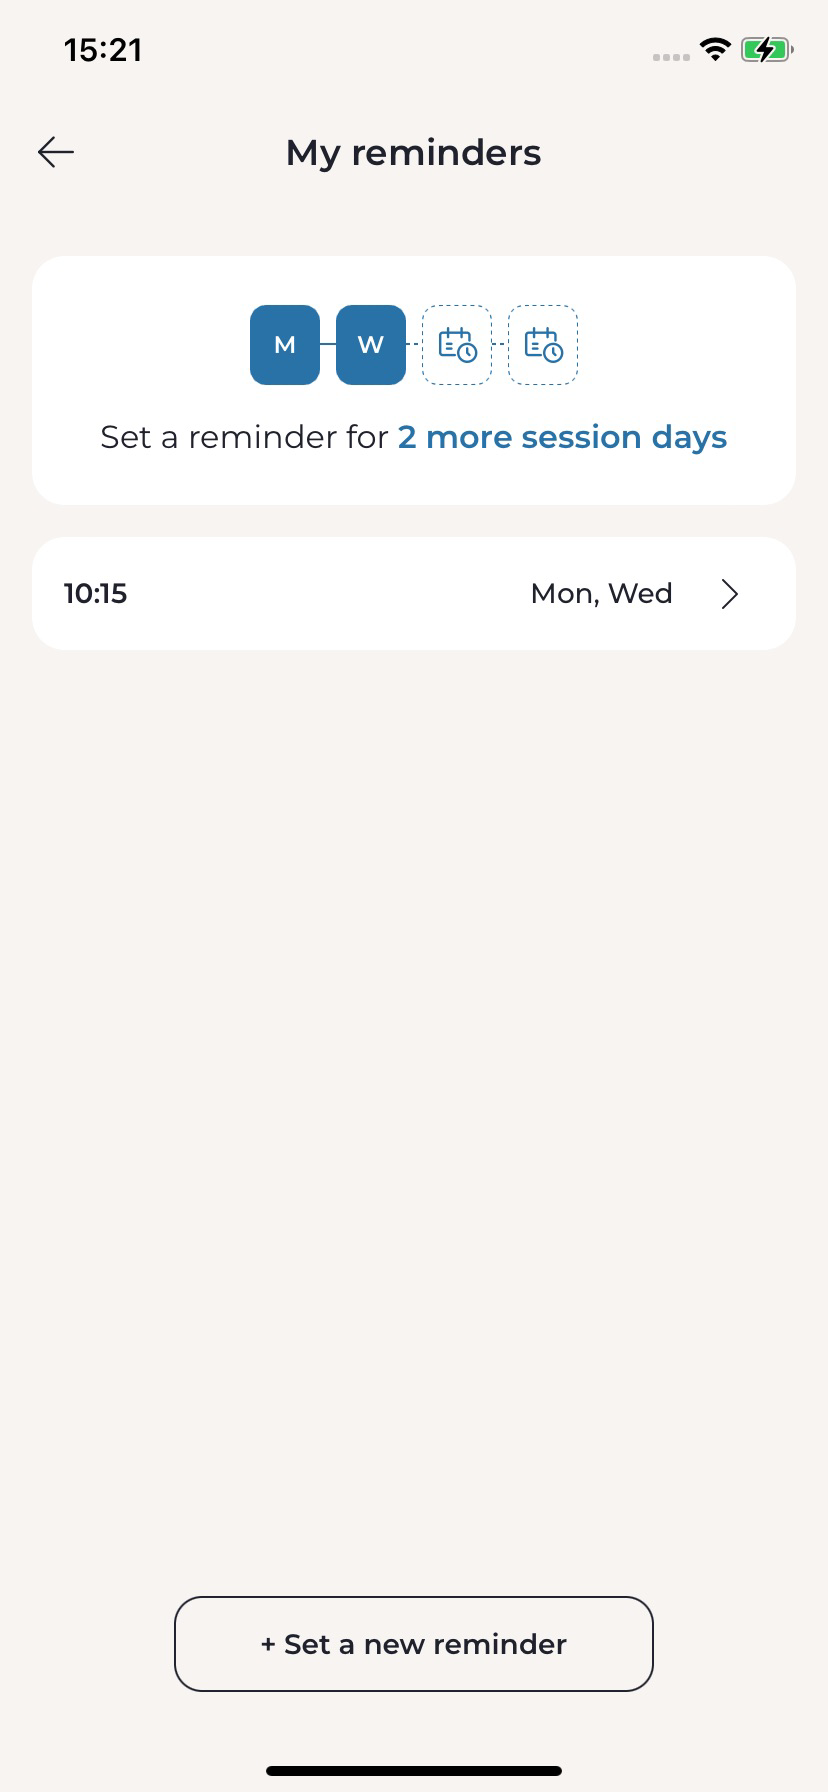 15:21
My reminders
M W
Set a reminder for 2 more session days
10:15 Mon, Wed
+ Set a new reminder